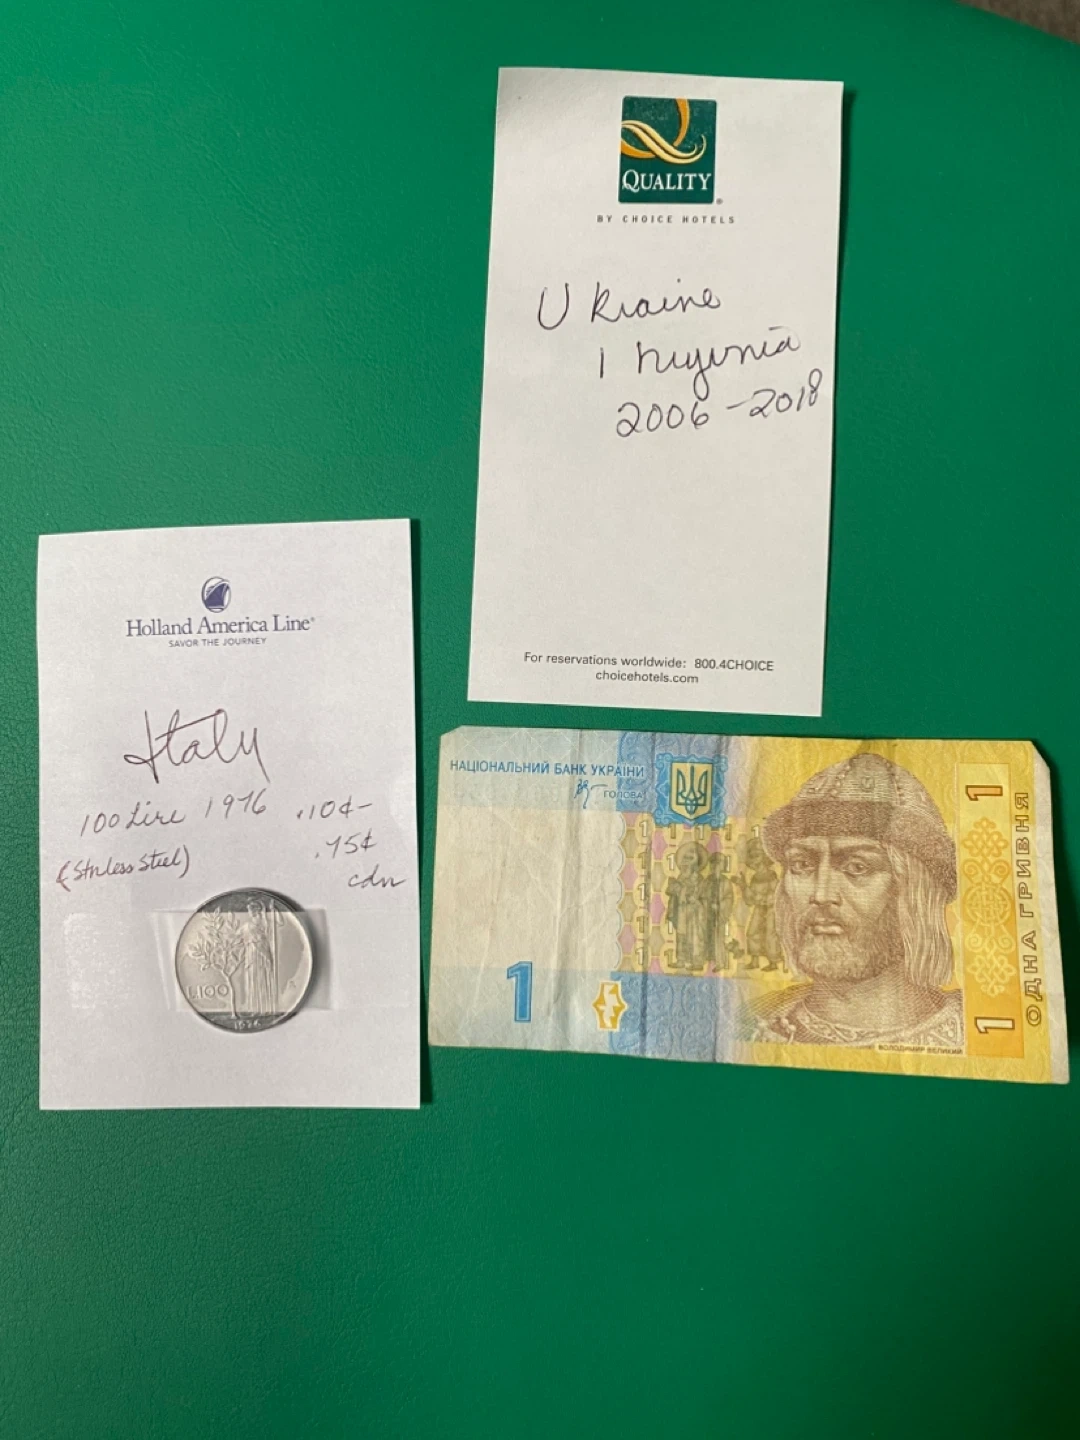 QUALITY
BY CHOICE HOTELS
Ukraine
1 hryvnia
2006-2018
For reservations worldwide: 800.4CHOICE
choicehotels.com
Holland America Line
SAVOR THE JOURNEY
Italy
100 Lire 1976 .10¢-
(Stnless Steel) .75¢
cdn
L.100
1976
НАЦІОНАЛЬНИЙ БАНК УКРАЇНИ
ГОЛОВА
1
1
1
ОДНА ГРИВНЯ
ВОЛОДИМИР ВЕЛИКИЙ